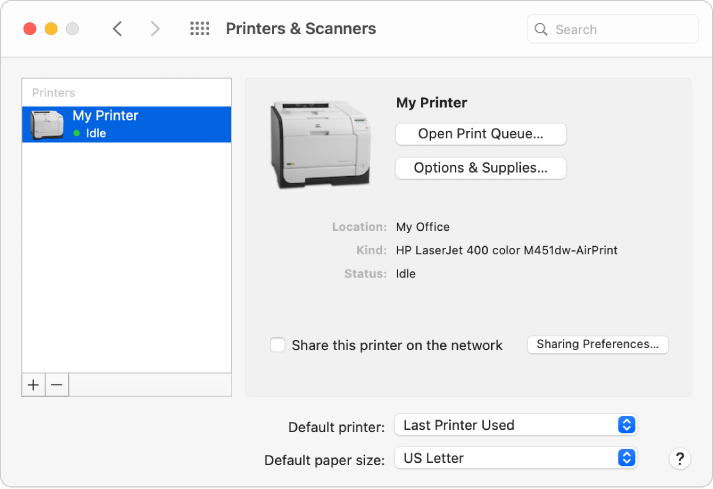 Printers & Scanners
Search
Printers
My Printer
Idle
My Printer
Open Print Queue...
Options & Supplies...
Location: My Office
Kind: HP LaserJet 400 color M451dw-AirPrint
Status: Idle
Share this printer on the network
Sharing Preferences...
+ −
Default printer: Last Printer Used
Default paper size: US Letter
?